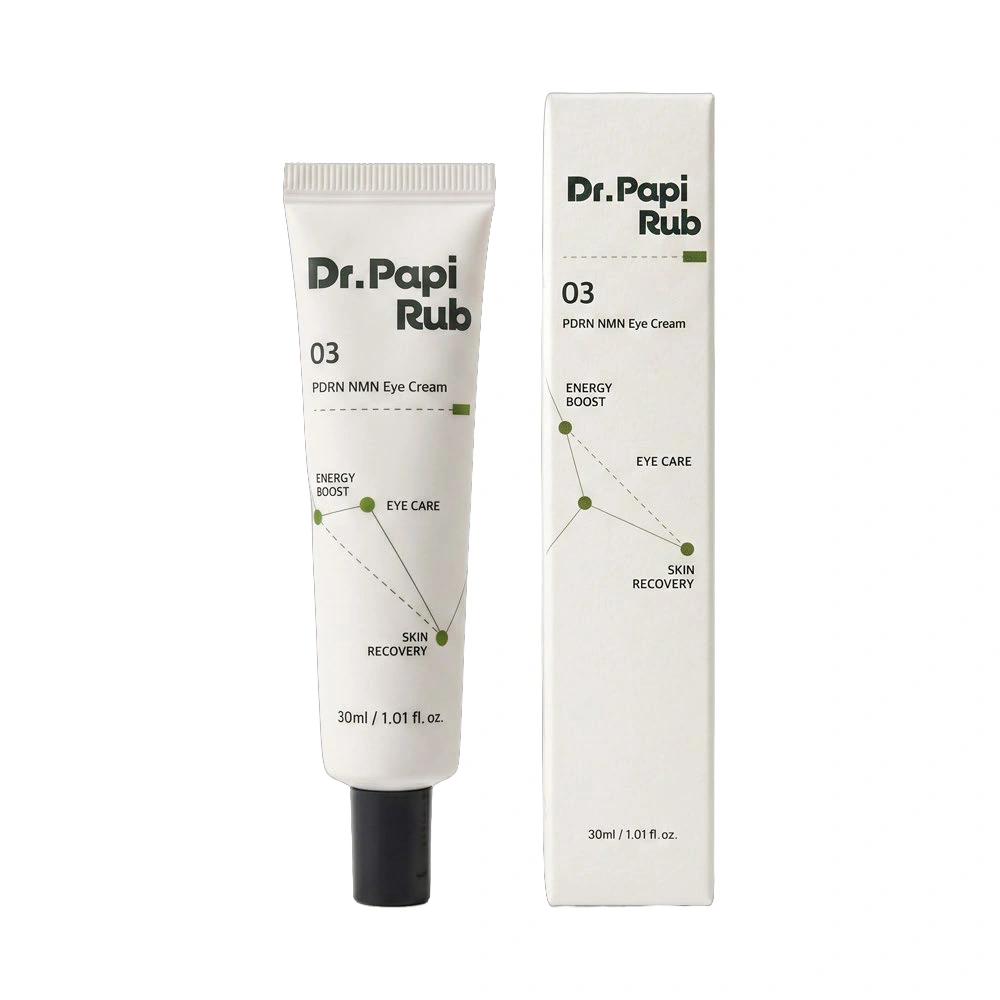 Dr.Papi
Rub
03
PDRN NMN Eye Cream
ENERGY
BOOST
EYE CARE
SKIN
RECOVERY
30ml / 1.01 fl. oz.
Dr.Papi
Rub
03
PDRN NMN Eye Cream
ENERGY
BOOST
EYE CARE
SKIN
RECOVERY
30ml / 1.01 fl. oz.